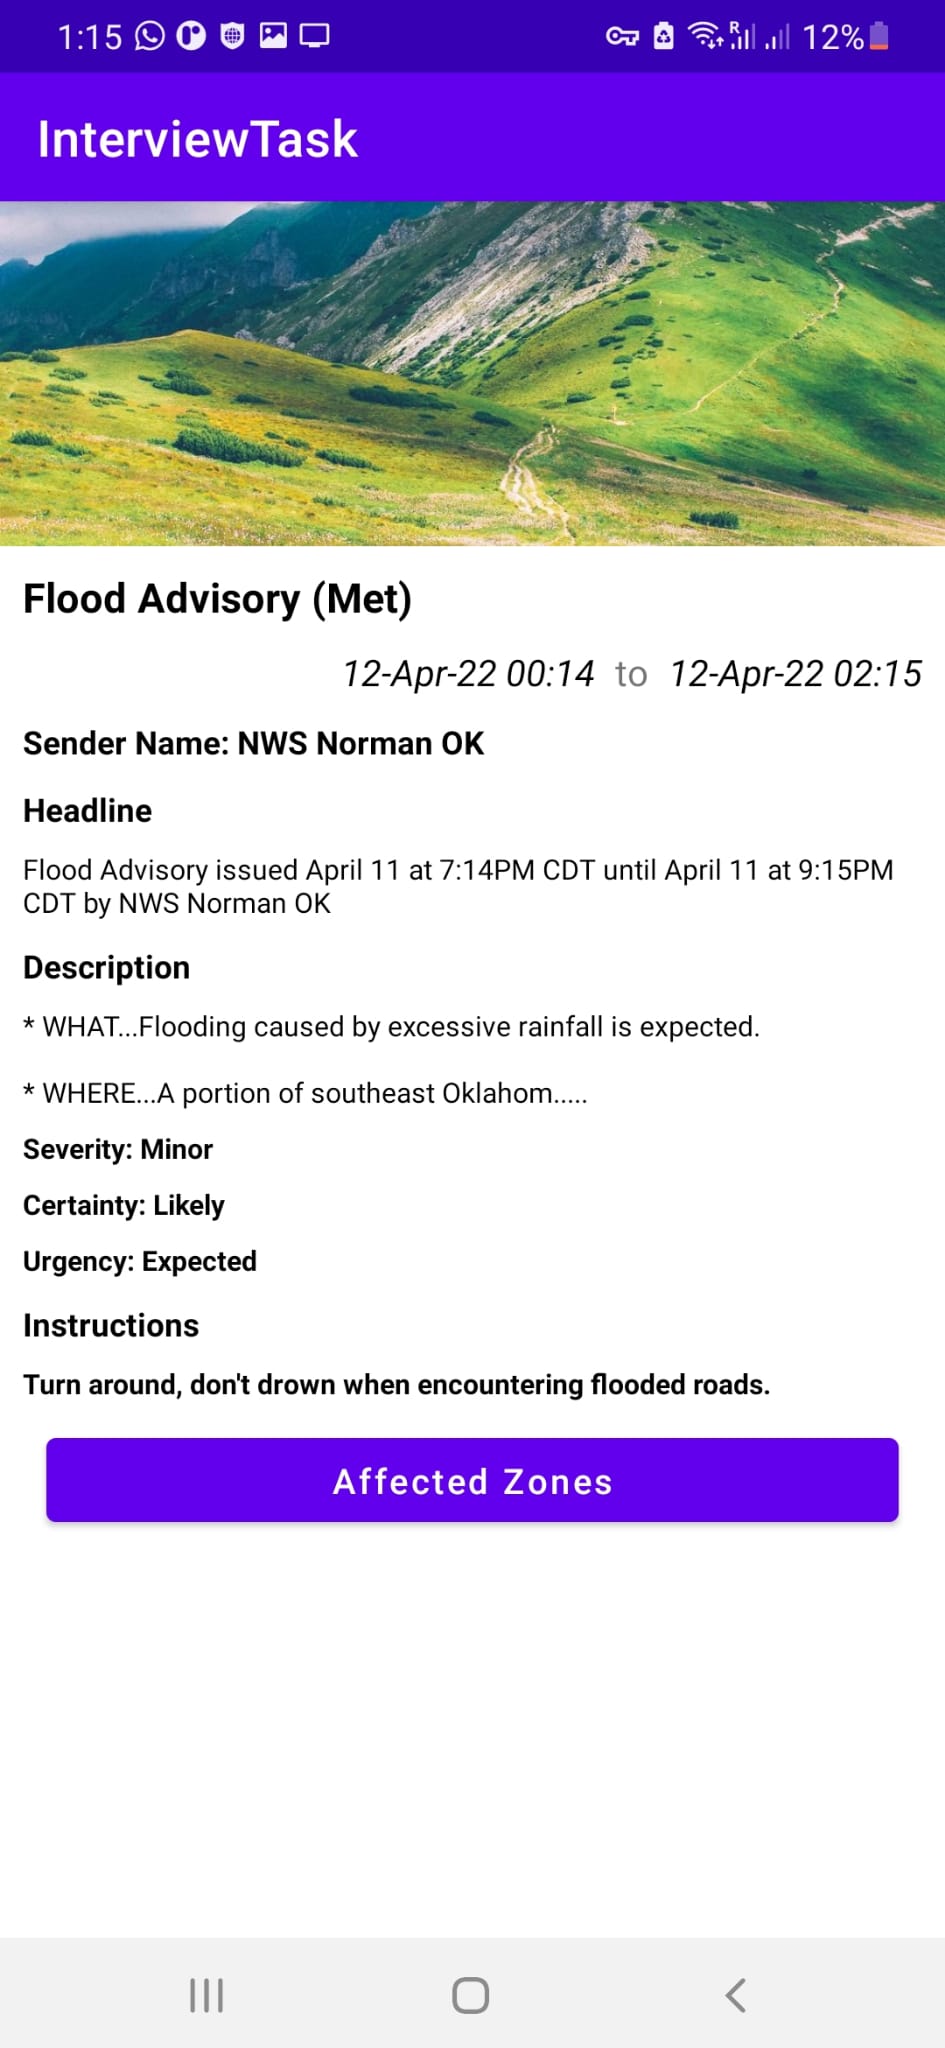 1:15 R 12%
InterviewTask
Flood Advisory (Met)
12-Apr-22 00:14 to 12-Apr-22 02:15
Sender Name: NWS Norman OK
Headline
Flood Advisory issued April 11 at 7:14PM CDT until April 11 at 9:15PM
CDT by NWS Norman OK
Description
* WHAT...Flooding caused by excessive rainfall is expected.
* WHERE...A portion of southeast Oklahom.....
Severity: Minor
Certainty: Likely
Urgency: Expected
Instructions
Turn around, don't drown when encountering flooded roads.
Affected Zones